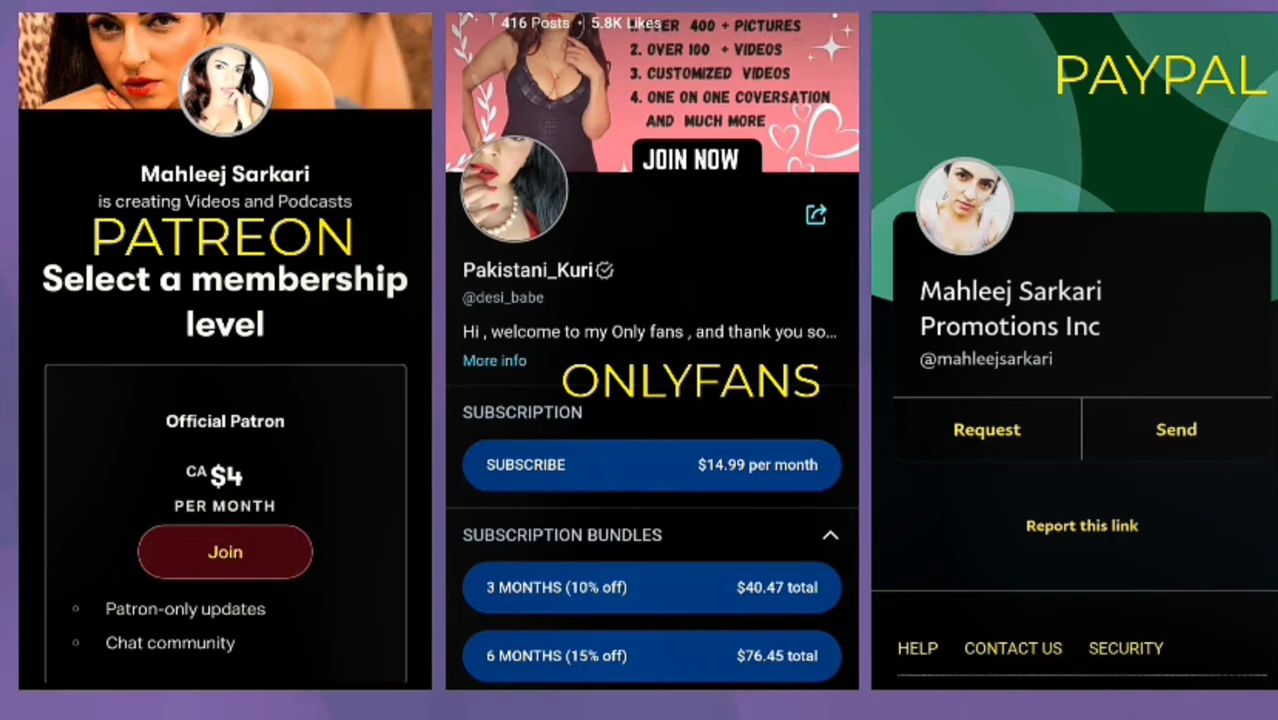 Mahleej Sarkari
is creating Videos and Podcasts
PATREON
Select a membership
level
Official Patron
CA $4
PER MONTH
Join
Patron-only updates
Chat community
416 Posts • 5.8K Likes
1. OVER 400 + PICTURES
2. OVER 100 + VIDEOS
3. CUSTOMIZED VIDEOS
4. ONE ON ONE COVERSATION
AND MUCH MORE
JOIN NOW
Pakistani_Kuri
@desi_babe
Hi , welcome to my Only fans , and thank you so...
More info
ONLYFANS
SUBSCRIPTION
SUBSCRIBE $14.99 per month
SUBSCRIPTION BUNDLES
3 MONTHS (10% off) $40.47 total
6 MONTHS (15% off) $76.45 total
PAYPAL
Mahleej Sarkari
Promotions Inc
@mahleejsarkari
Request Send
Report this link
HELP CONTACT US SECURITY